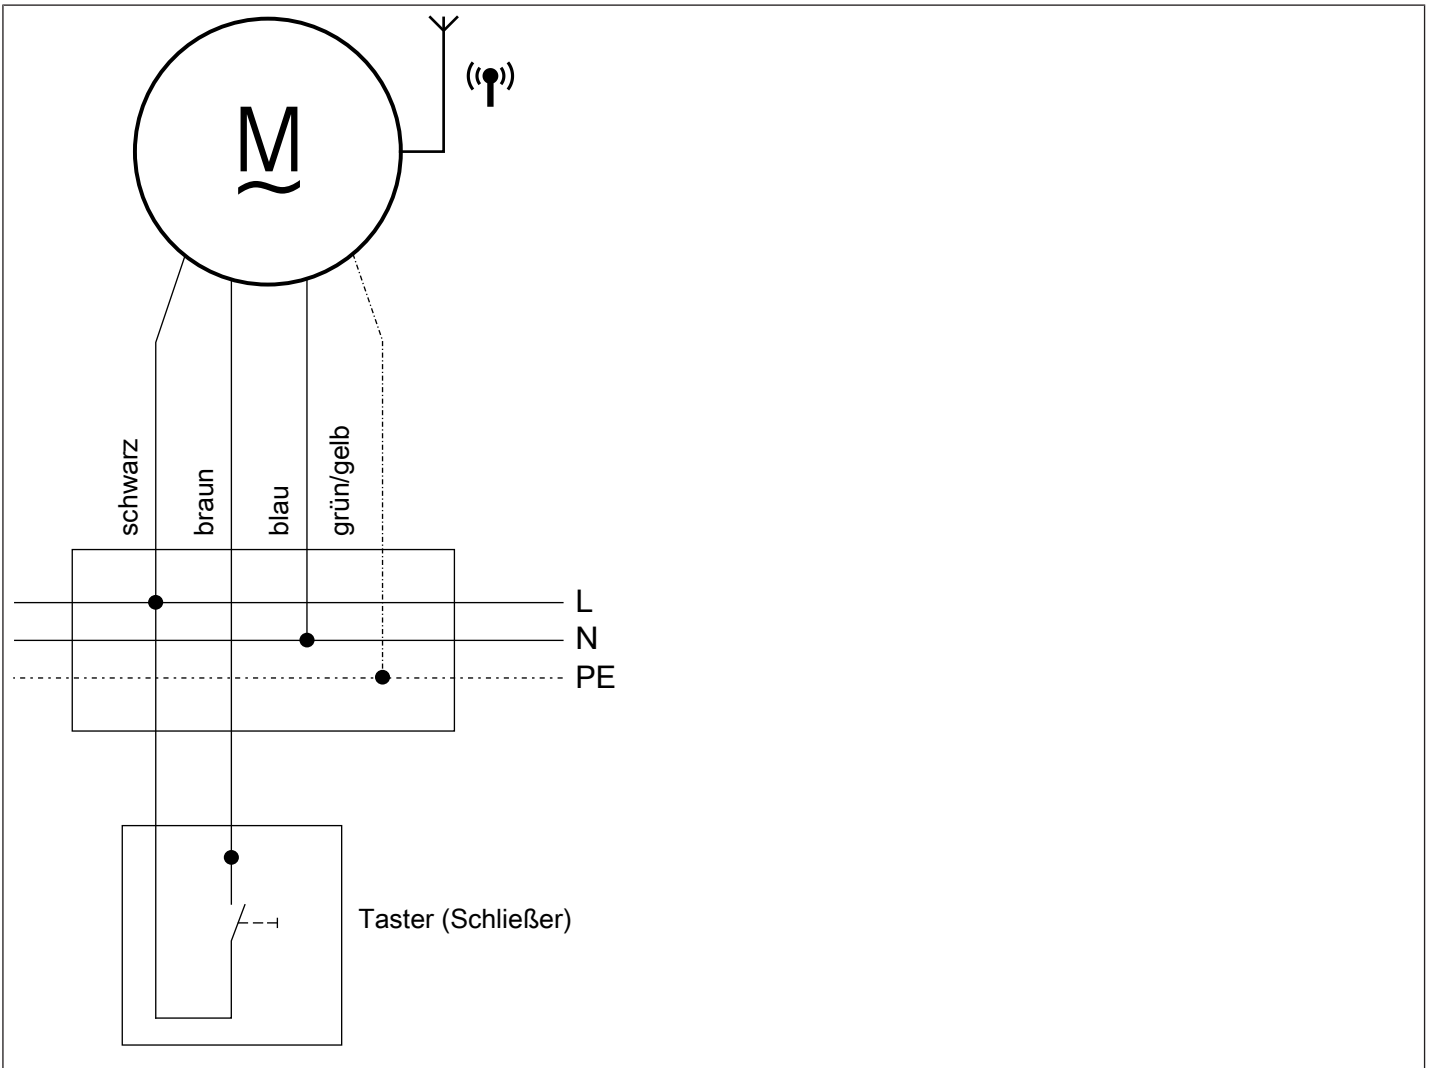 M
schwarz
braun
blau
grün/gelb
L
N
PE
Taster (Schließer)